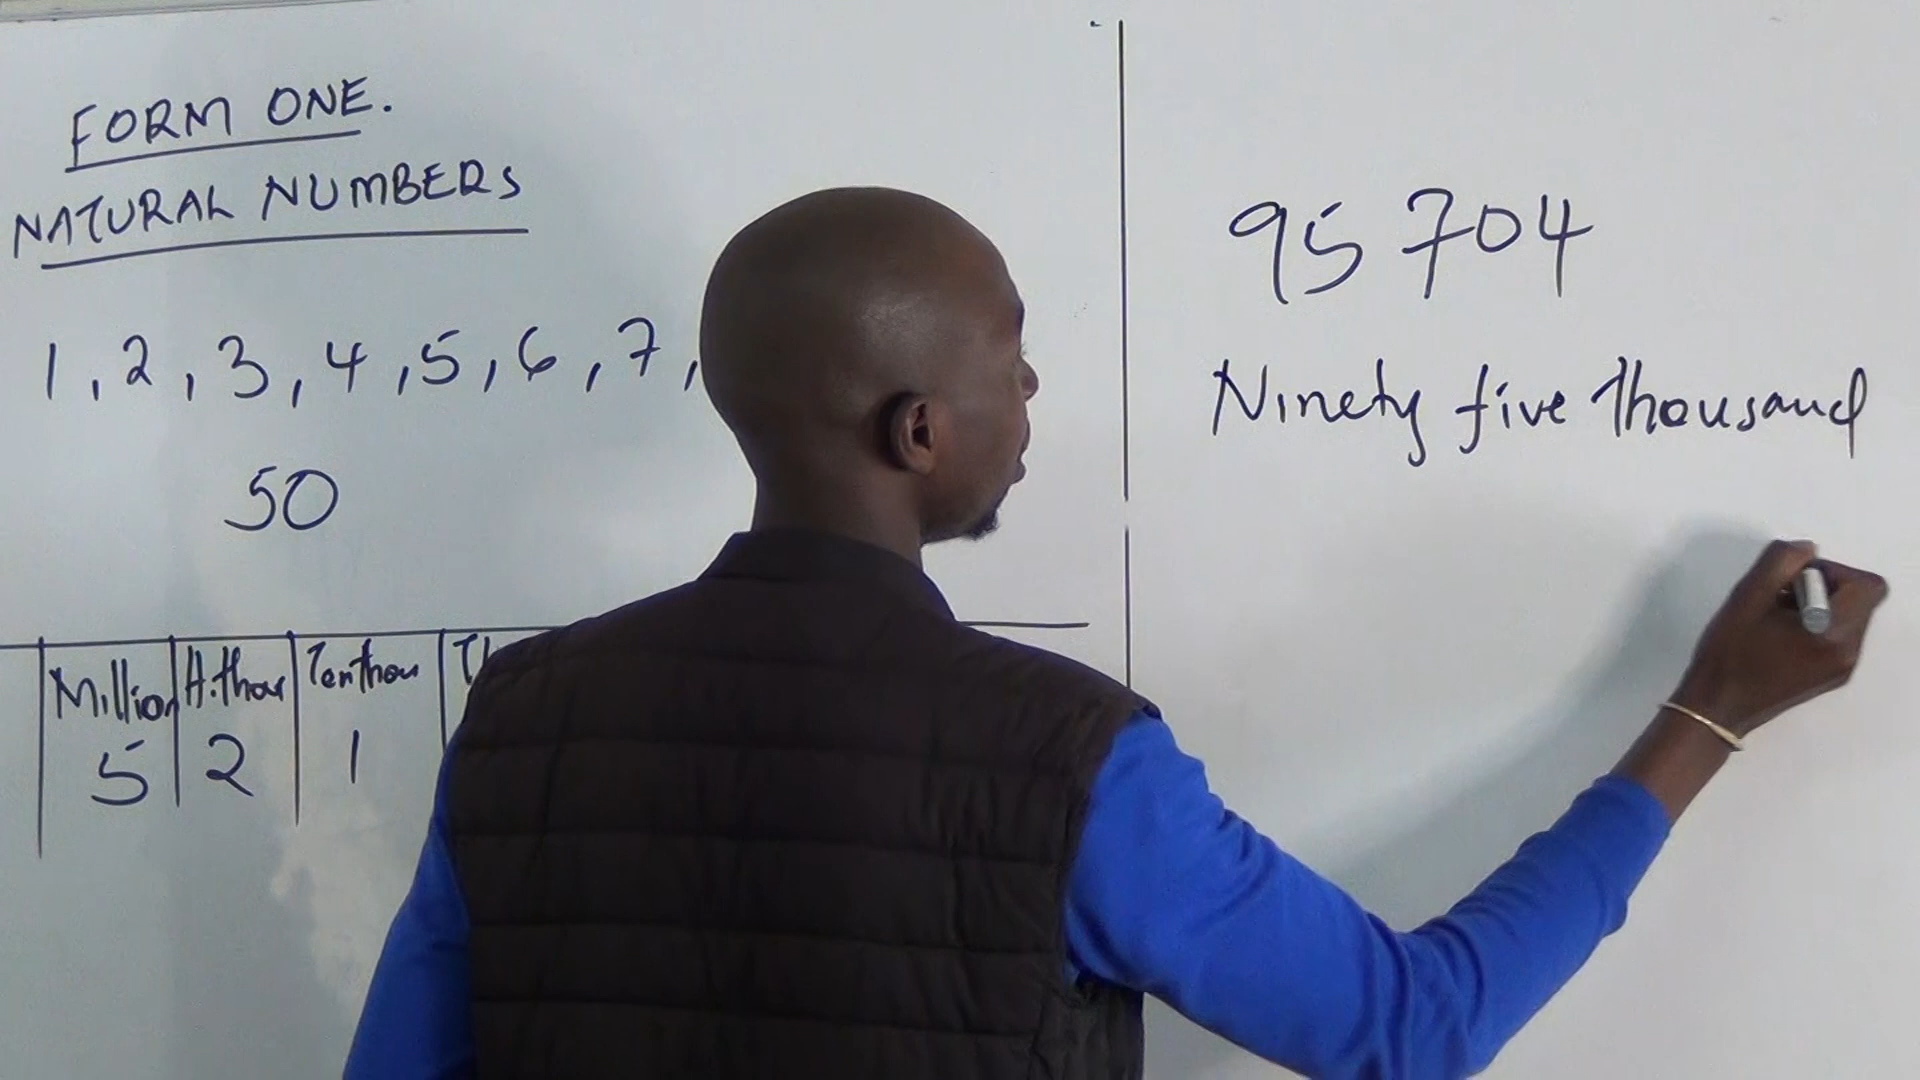 FORM ONE.
NATURAL NUMBERS
1, 2, 3, 4, 5, 6, 7,
50
Million H.thou Tenthou
5 2 1
95 704
Ninety five thousand